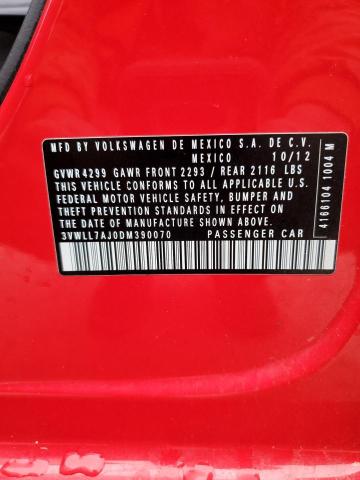 MFD BY VOLKSWAGEN DE MEXICO S.A. DE C.V.
MEXICO 10/12
GVWR 4299 GAWR FRONT 2293 / REAR 2116 LBS
THIS VEHICLE CONFORMS TO ALL APPLICABLE U.S.
FEDERAL MOTOR VEHICLE SAFETY, BUMPER AND
THEFT PREVENTION STANDARDS IN EFFECT ON
THE DATE OF MANUFACTURE SHOWN ABOVE
3VWLL7AJ0DM390070 PASSENGER CAR
4166104 1004 M